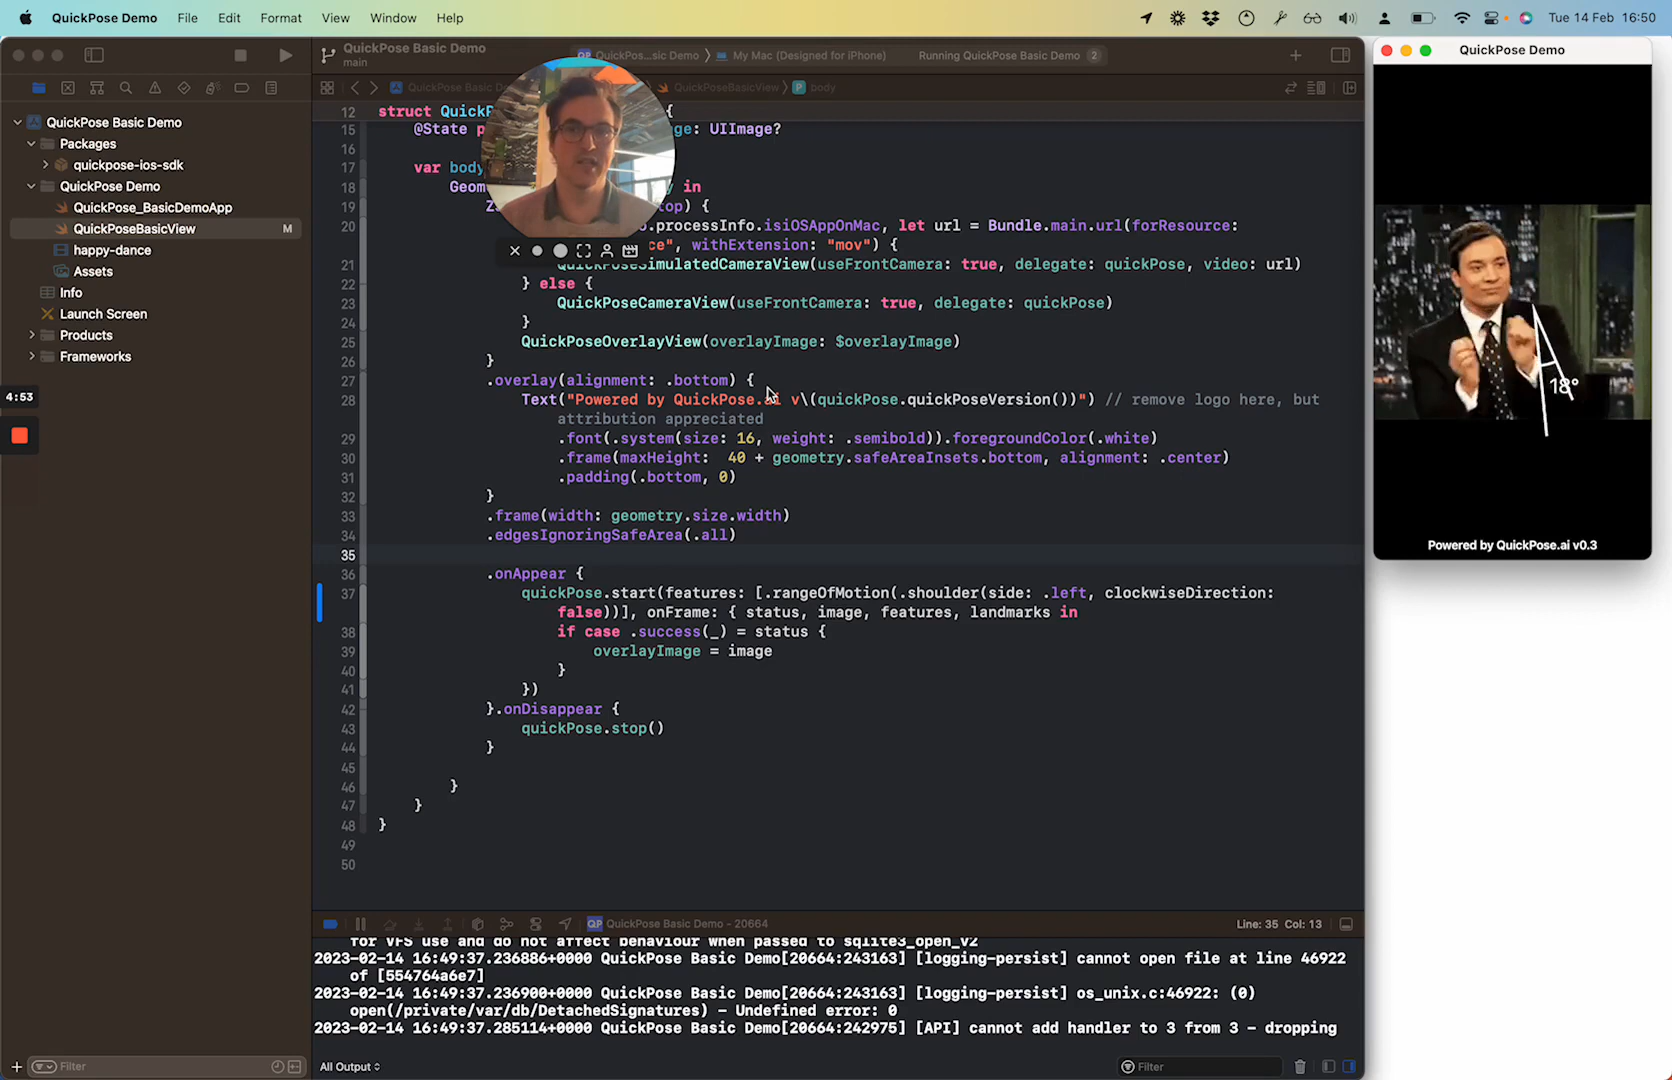 QuickPose Demo File Edit Format View Window Help Tue 14 Feb 16:50
QuickPose Basic Demo
main
QuickPos...sic Demo My Mac (Designed for iPhone) Running QuickPose Basic Demo 2
QuickPose Demo
QuickPose Basic D QuickPoseBasicView body
QuickPose Basic Demo
Packages
quickpose-ios-sdk
QuickPose Demo
QuickPose_BasicDemoApp
QuickPoseBasicView M
happy-dance
Assets
Info
Launch Screen
Products
Frameworks
4:53
12 struct QuickP {
15 @State p ge: UIImage?
16
17 var body
18 Geom in
19 Z top) {
20 o.processInfo.isiOSAppOnMac, let url = Bundle.main.url(forResource:
ce", withExtension: "mov") {
21 QuickPoseSimulatedCameraView(useFrontCamera: true, delegate: quickPose, video: url)
22 } else {
23 QuickPoseCameraView(useFrontCamera: true, delegate: quickPose)
24 }
25 QuickPoseOverlayView(overlayImage: $overlayImage)
26 }
27 .overlay(alignment: .bottom) {
28 Text("Powered by QuickPose.ai v\(quickPose.quickPoseVersion())") // remove logo here, but
attribution appreciated
29 .font(.system(size: 16, weight: .semibold)).foregroundColor(.white)
30 .frame(maxHeight: 40 + geometry.safeAreaInsets.bottom, alignment: .center)
31 .padding(.bottom, 0)
32 }
33 .frame(width: geometry.size.width)
34 .edgesIgnoringSafeArea(.all)
35
36 .onAppear {
37 quickPose.start(features: [.rangeOfMotion(.shoulder(side: .left, clockwiseDirection:
false))], onFrame: { status, image, features, landmarks in
38 if case .success(_) = status {
39 overlayImage = image
40 }
41 })
42 }.onDisappear {
43 quickPose.stop()
44 }
45
46 }
47 }
48 }
49
50
18°
Powered by QuickPose.ai v0.3
QP QuickPose Basic Demo - 20664 Line: 35 Col: 13
for VFS use and do not affect behaviour when passed to sqlite3_open_v2
2023-02-14 16:49:37.236886+0000 QuickPose Basic Demo[20664:243163] [logging-persist] cannot open file at line 46922
of [554764a6e7]
2023-02-14 16:49:37.236900+0000 QuickPose Basic Demo[20664:243163] [logging-persist] os_unix.c:46922: (0)
open(/private/var/db/DetachedSignatures) - Undefined error: 0
2023-02-14 16:49:37.285114+0000 QuickPose Basic Demo[20664:242975] [API] cannot add handler to 3 from 3 - dropping
Filter All Output Filter